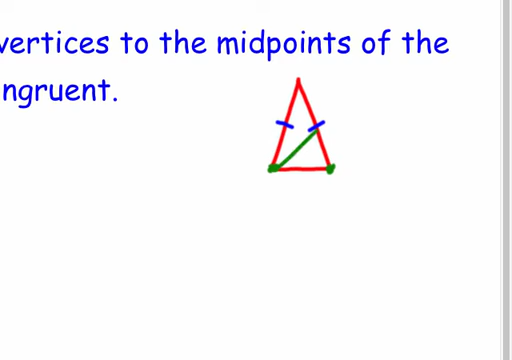 vertices to the midpoints of the
ngruent.